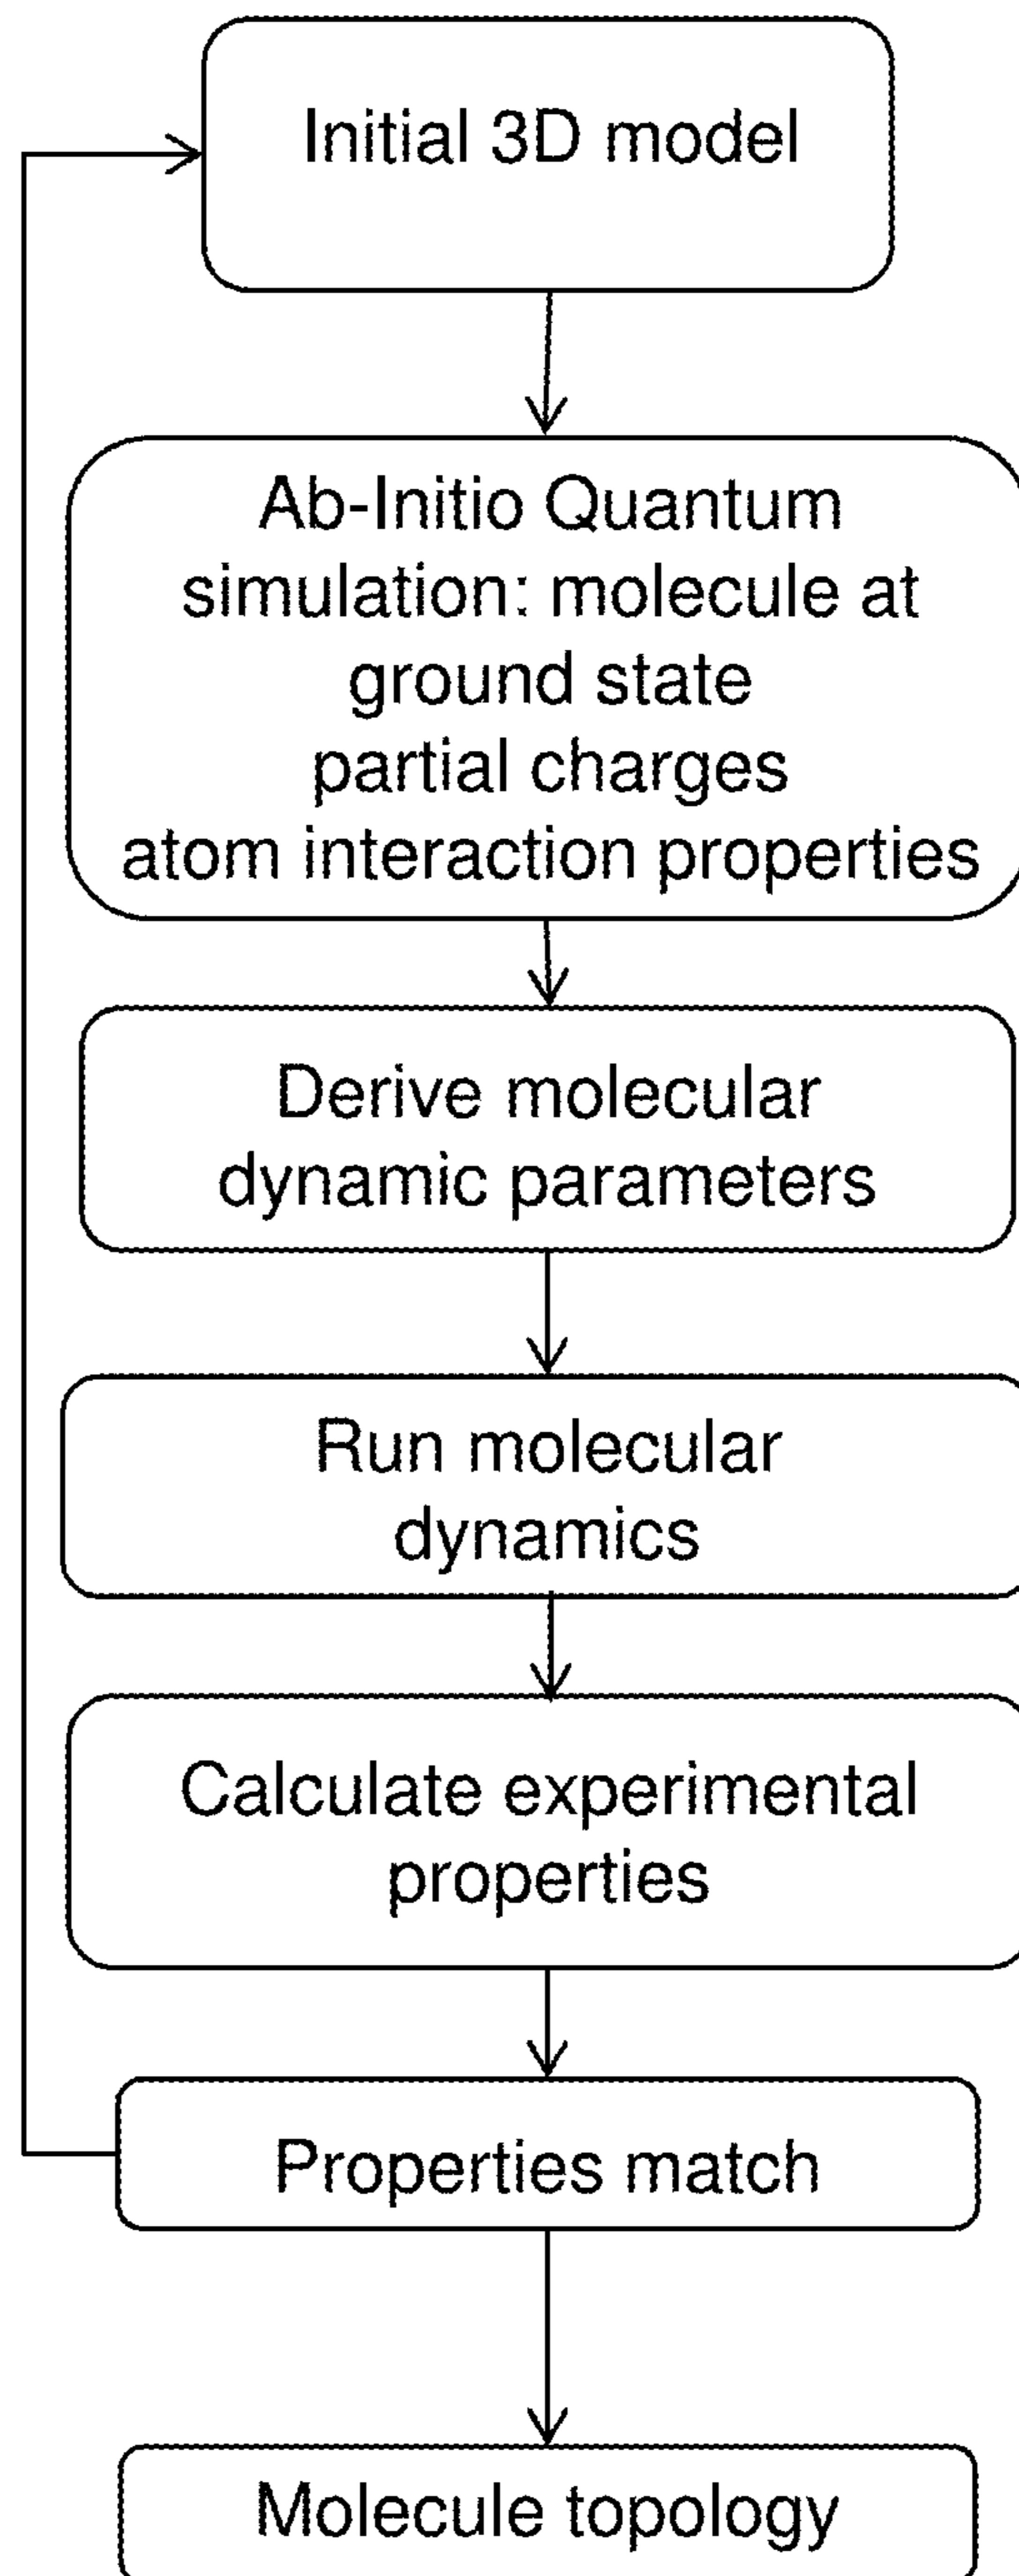 Initial 3D model
Ab-Initio Quantum
simulation: molecule at
ground state
partial charges
atom interaction properties
Derive molecular
dynamic parameters
Run molecular
dynamics
Calculate experimental
properties
Properties match
Molecule topology